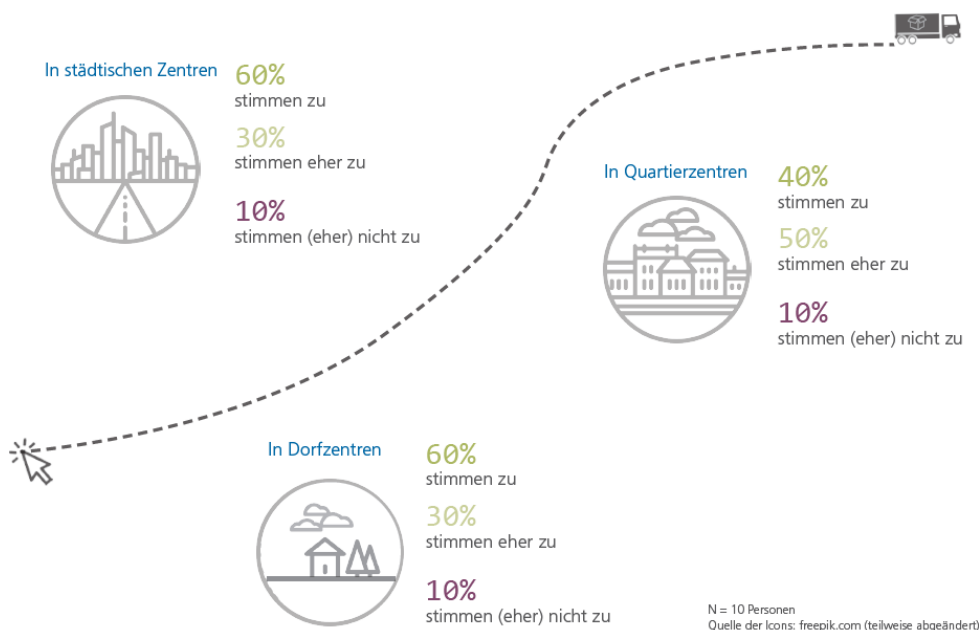 In städtischen Zentren
60%
stimmen zu
30%
stimmen eher zu
10%
stimmen (eher) nicht zu
In Quartierzentren
40%
stimmen zu
50%
stimmen eher zu
10%
stimmen (eher) nicht zu
In Dorfzentren
60%
stimmen zu
30%
stimmen eher zu
10%
stimmen (eher) nicht zu
N = 10 Personen
Quelle der Icons: freepik.com (teilweise abgeändert)